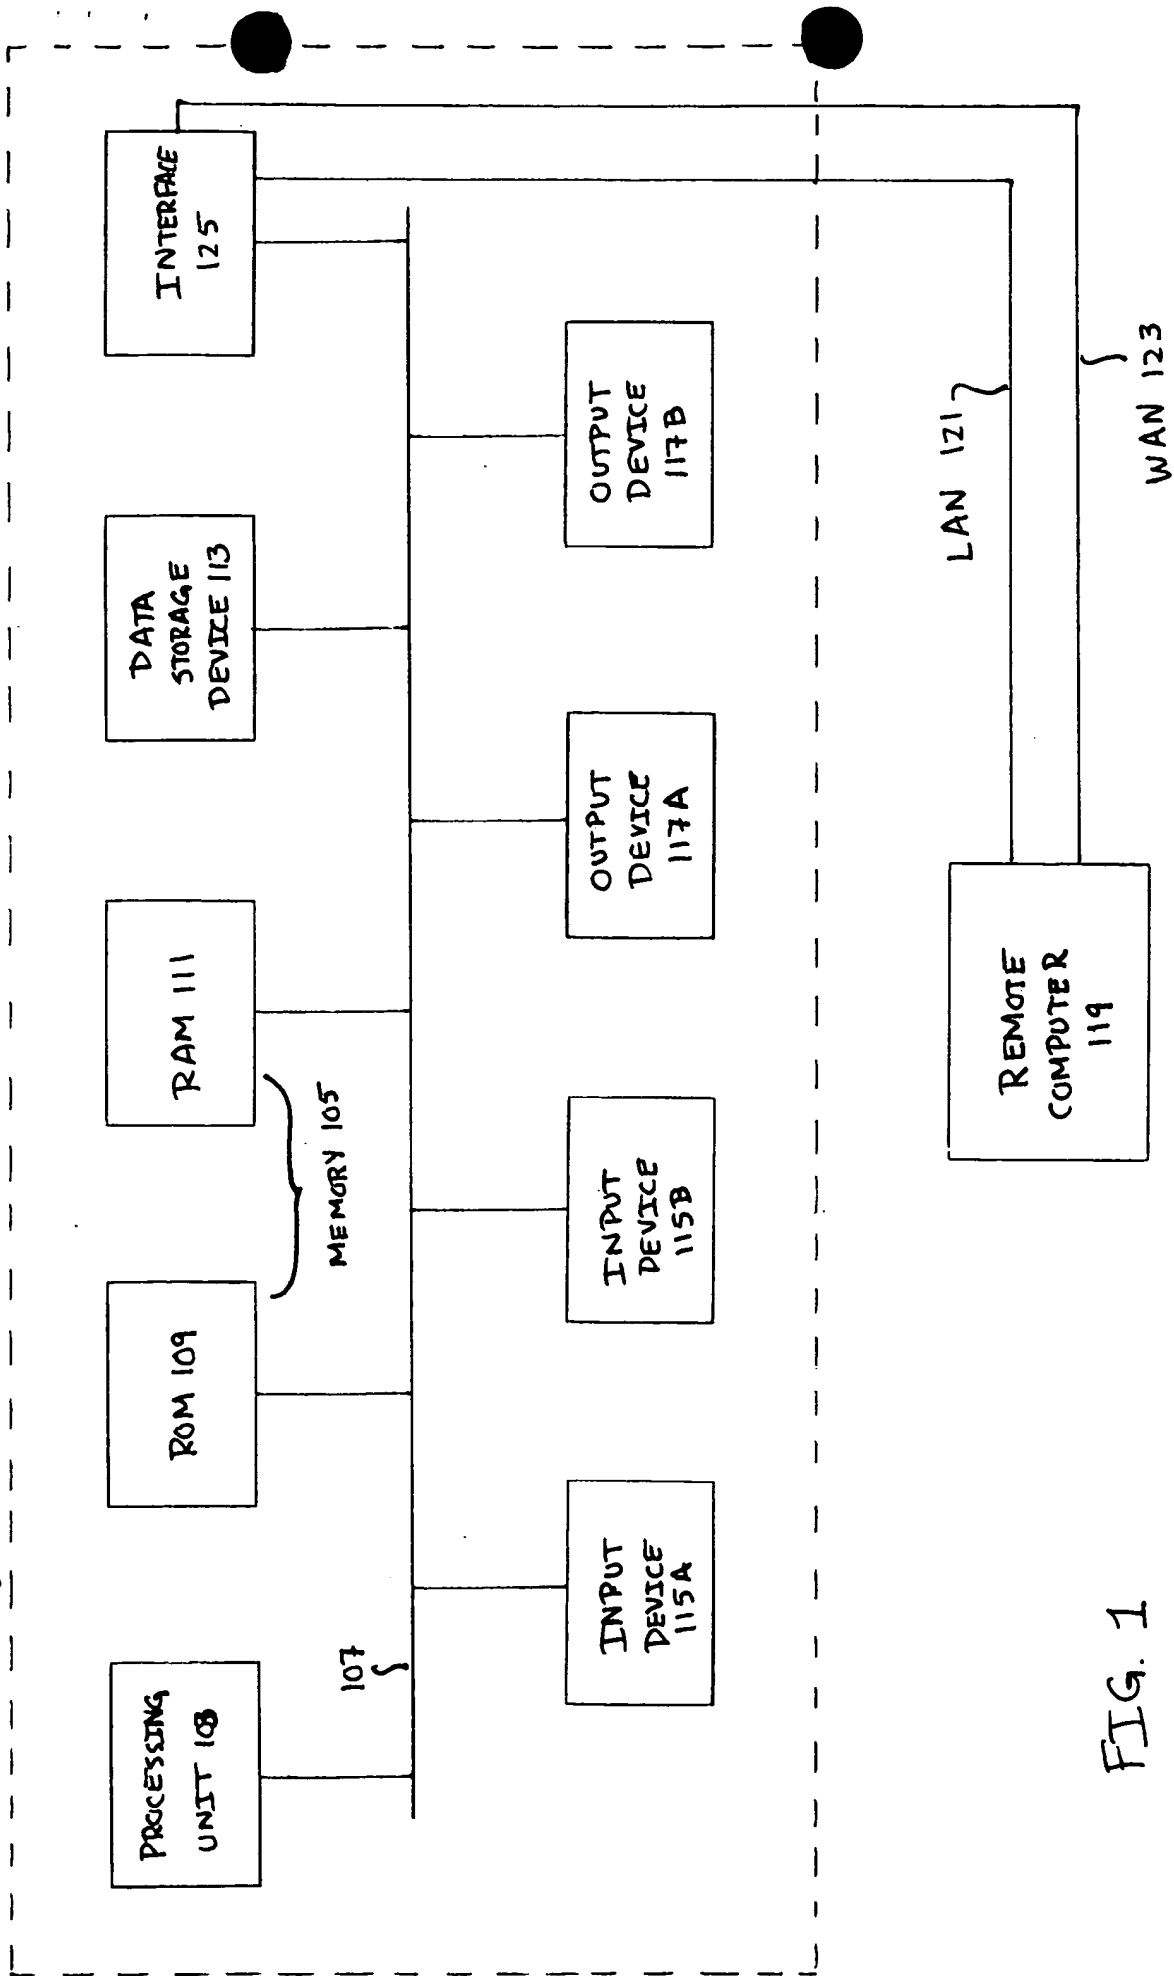 PROCESSING
UNIT 103
ROM 109
RAM 111
DATA
STORAGE
DEVICE 113
INTERFACE
125
MEMORY 105
107
INPUT
DEVICE
115A
INPUT
DEVICE
115B
OUTPUT
DEVICE
117A
OUTPUT
DEVICE
117B
LAN 121
REMOTE
COMPUTER
119
WAN 123
FIG. 1